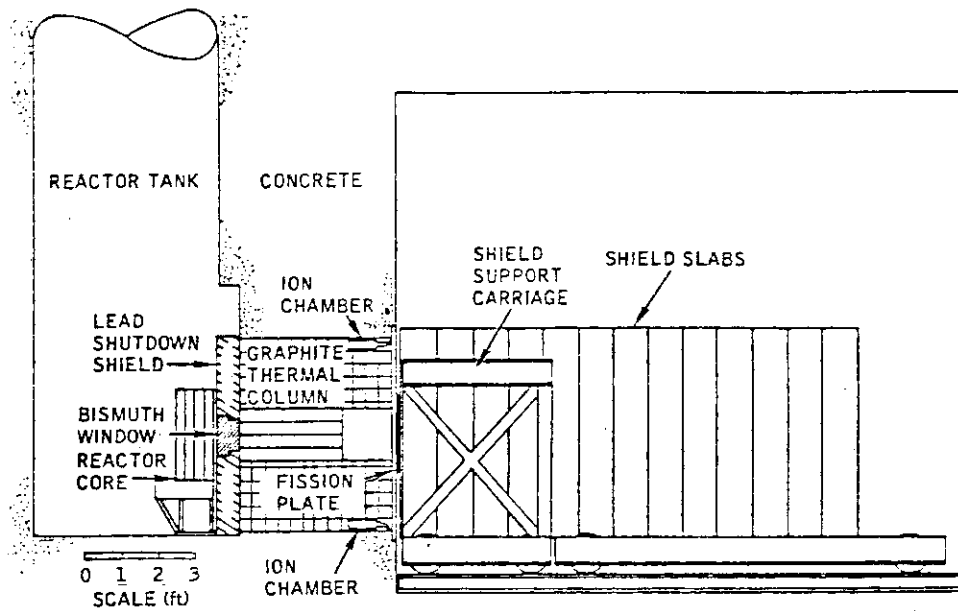 REACTOR TANK
CONCRETE
SHIELD
SUPPORT
CARRIAGE
SHIELD SLABS
ION
CHAMBER
LEAD
SHUTDOWN
SHIELD
GRAPHITE
THERMAL
COLUMN
BISMUTH
WINDOW
REACTOR
CORE
FISSION
PLATE
ION
CHAMBER
0 1 2 3
SCALE (ft)